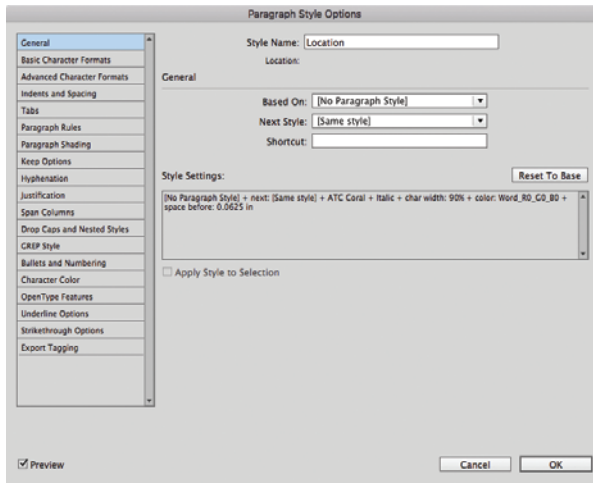 Paragraph Style Options
General
Basic Character Formats
Advanced Character Formats
Indents and Spacing
Tabs
Paragraph Rules
Paragraph Shading
Keep Options
Hyphenation
Justification
Span Columns
Drop Caps and Nested Styles
GREP Style
Bullets and Numbering
Character Color
OpenType Features
Underline Options
Strikethrough Options
Export Tagging
Style Name: Location
Location:
General
Based On: [No Paragraph Style]
Next Style: [Same style]
Shortcut:
Style Settings:
Reset To Base
[No Paragraph Style] + next: [Same style] + ATC Coral + Italic + char width: 90% + color: Word_R0_G0_B0 +
space before: 0.0625 in
Apply Style to Selection
Preview
Cancel
OK